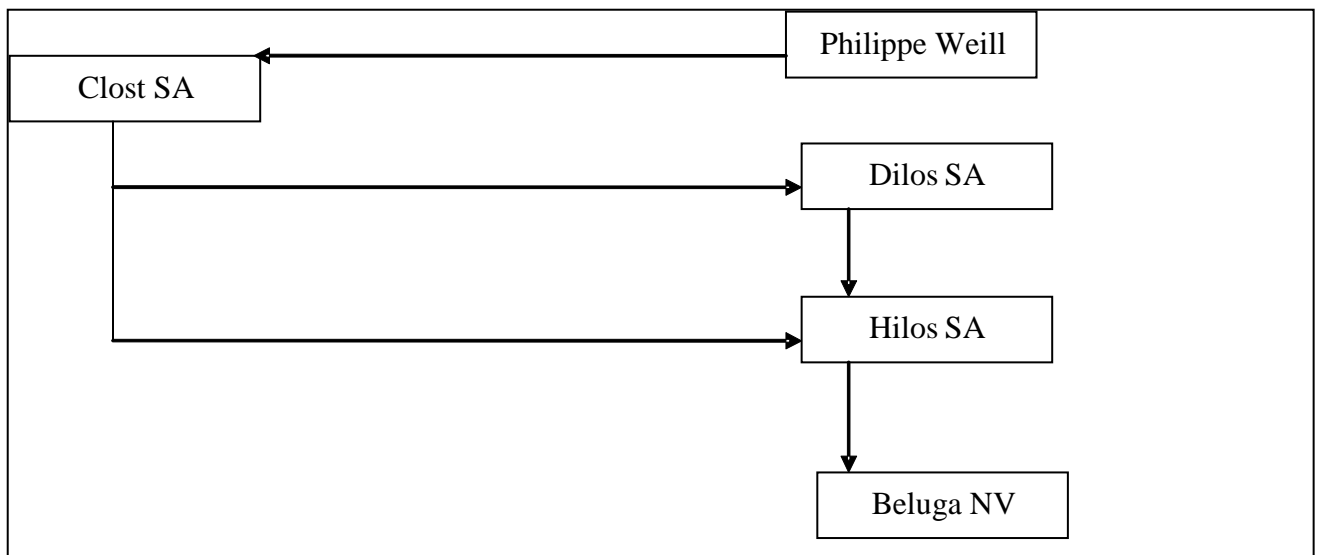 Philippe Weill
Clost SA
Dilos SA
Hilos SA
Beluga NV